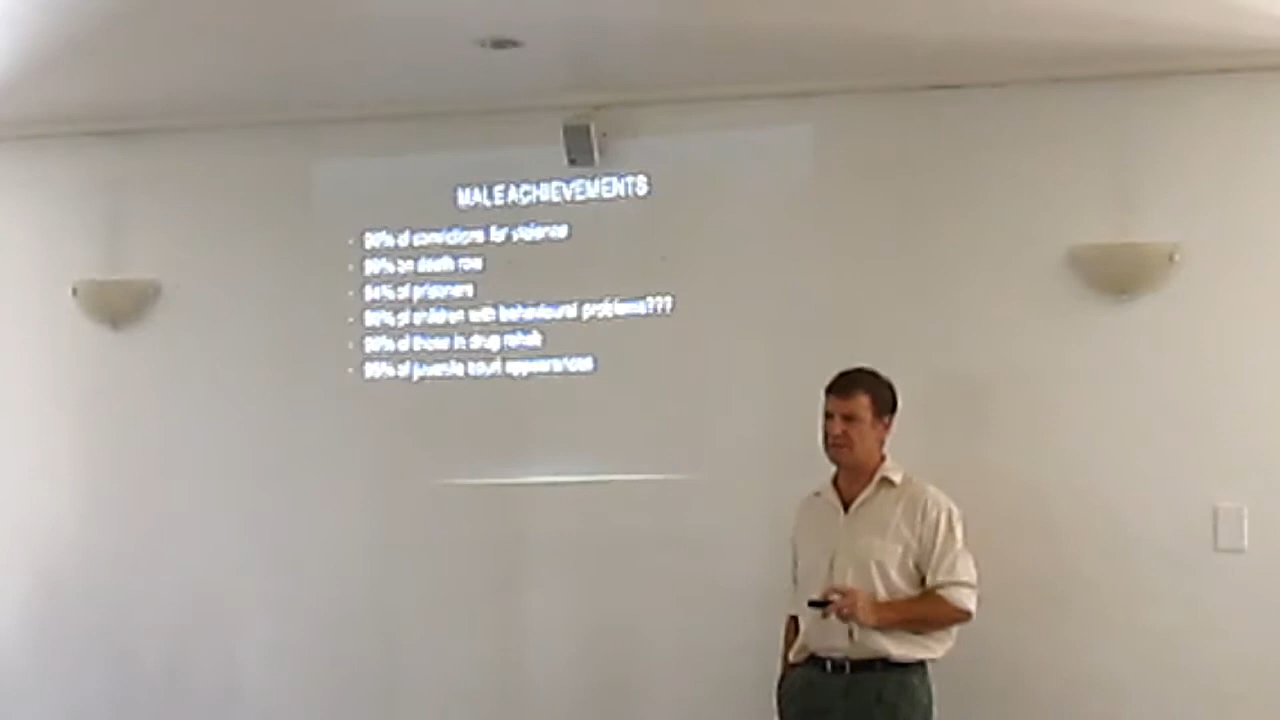 MALE ACHIEVEMENTS
of convictions for violence
on death row
of prisoners
of children with behavioural problems???
of those in drug rehab
of juvenile court appearances